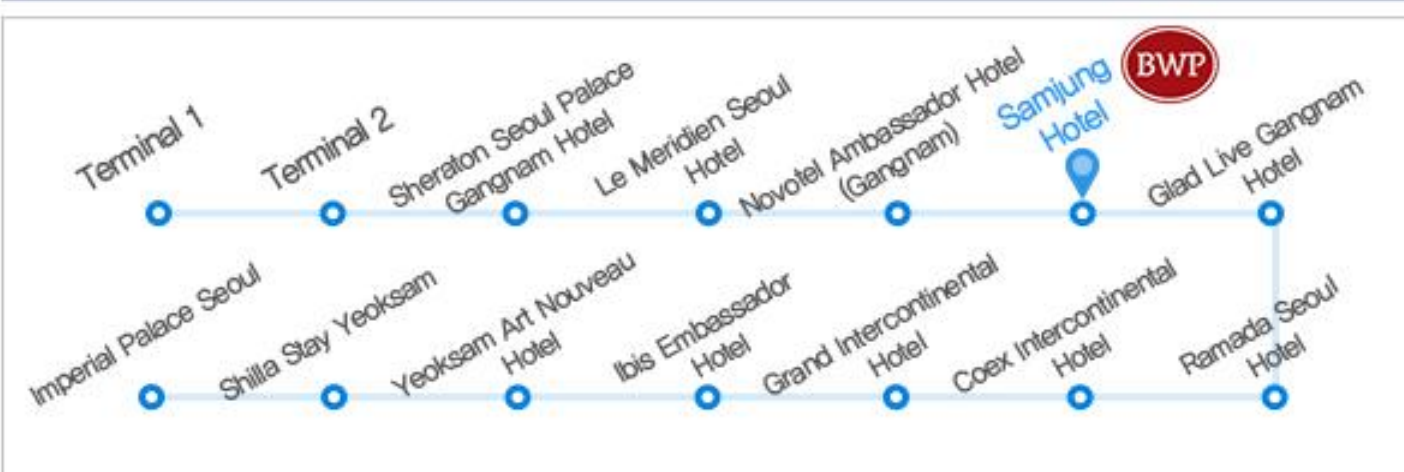 Terminal 1
Terminal 2
Sheraton Seoul Palace
Gangnam Hotel
Le Meridien Seoul
Hotel
Novotel Ambassador Hotel
(Gangnam)
Samjung
Hotel
BWP
Glad Live Gangnam
Hotel
Imperial Palace Seoul
Shilla Stay Yeoksam
Yeoksam Art Nouveau
Hotel
Ibis Embassador
Hotel
Grand Intercontinental
Hotel
Coex Intercontinental
Hotel
Ramada Seoul
Hotel